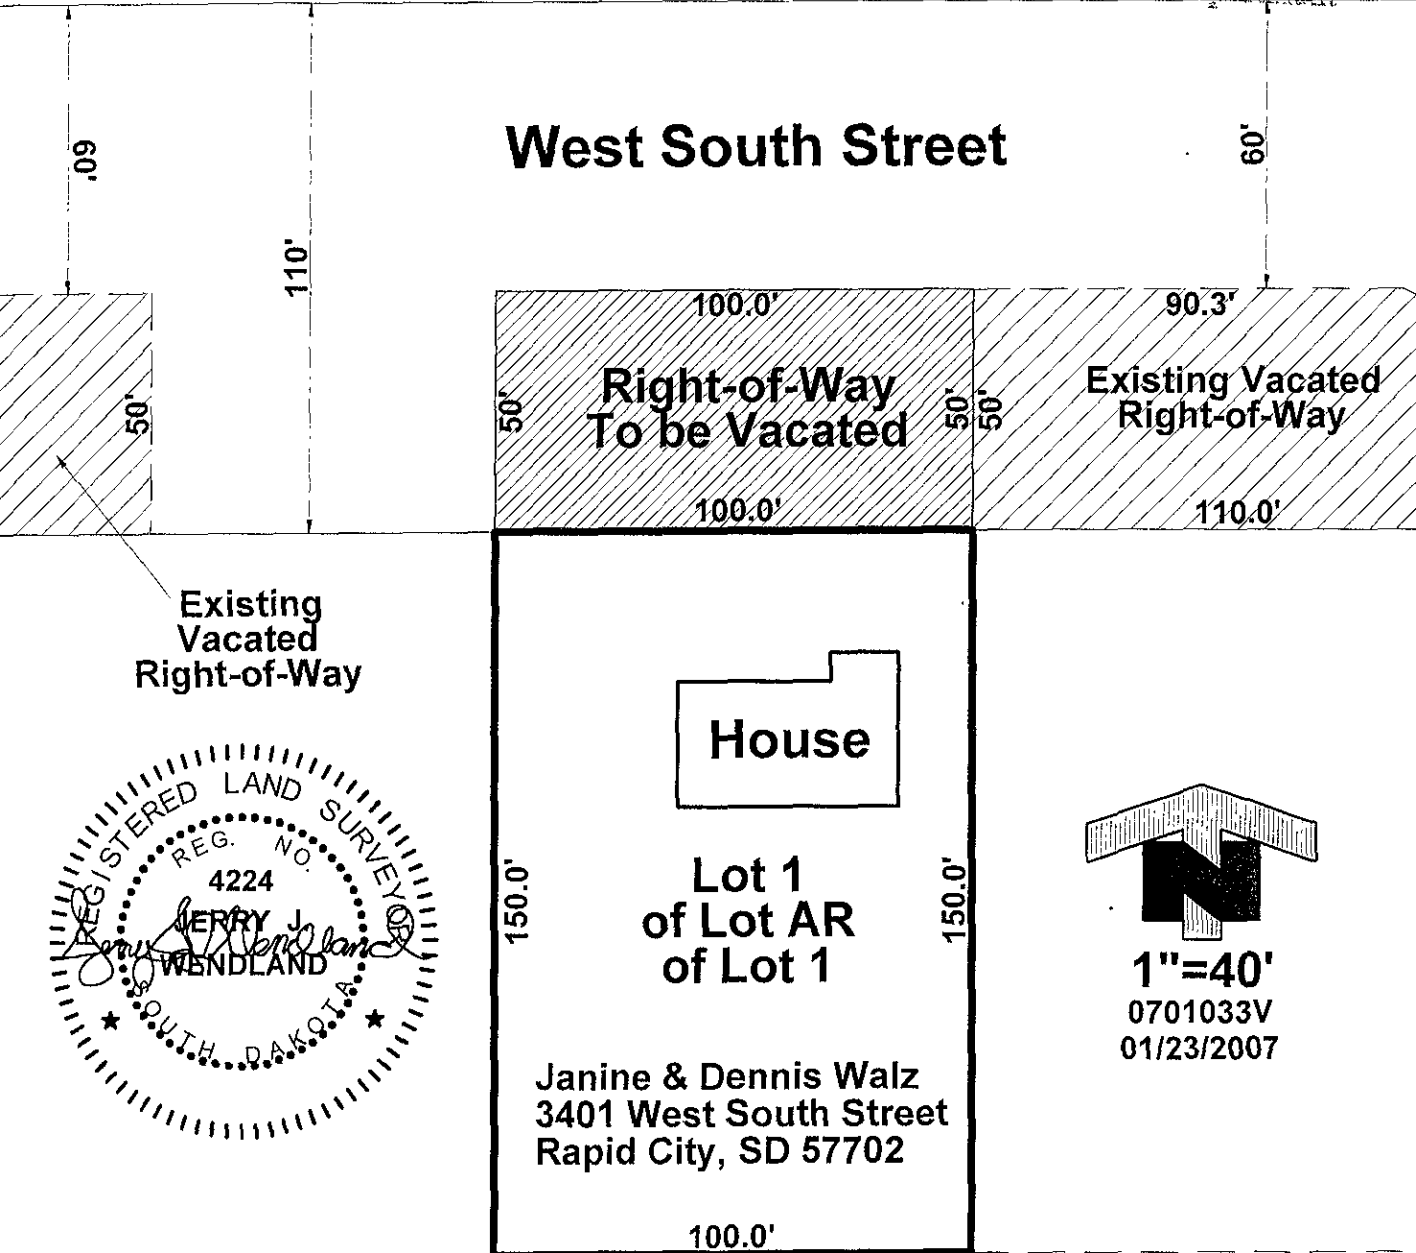 West South Street
60'
60'
110'
100.0'
90.3'
Right-of-Way
To be Vacated
Existing Vacated
Right-of-Way
50'
50'
50'
50'
100.0'
110.0'
Existing
Vacated
Right-of-Way
House
REGISTERED LAND SURVEYOR
REG. NO.
4224
JERRY J.
WENDLAND
SOUTH DAKOTA
Jerry J Wendland
150.0'
150.0'
Lot 1
of Lot AR
of Lot 1
N
1"=40'
0701033V
01/23/2007
Janine & Dennis Walz
3401 West South Street
Rapid City, SD 57702
100.0'